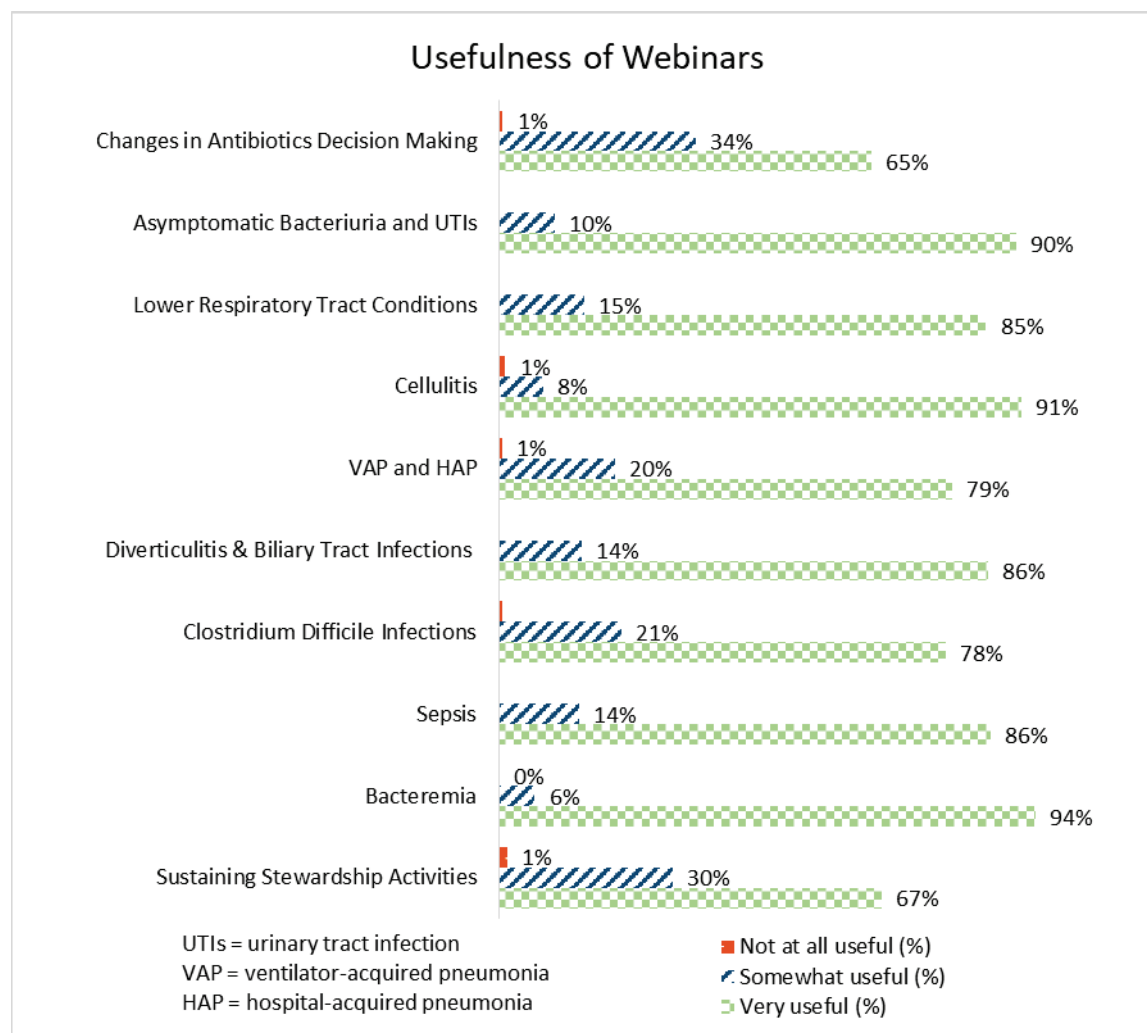 Usefulness of Webinars
Changes in Antibiotics Decision Making
1%
34%
65%
Asymptomatic Bacteriuria and UTIs
10%
90%
Lower Respiratory Tract Conditions
15%
85%
Cellulitis
1%
8%
91%
VAP and HAP
1%
20%
79%
Diverticulitis & Biliary Tract Infections
14%
86%
Clostridium Difficile Infections
21%
78%
Sepsis
14%
86%
Bacteremia
0%
6%
94%
Sustaining Stewardship Activities
1%
30%
67%
UTIs = urinary tract infection
VAP = ventilator-acquired pneumonia
HAP = hospital-acquired pneumonia
Not at all useful (%)
Somewhat useful (%)
Very useful (%)